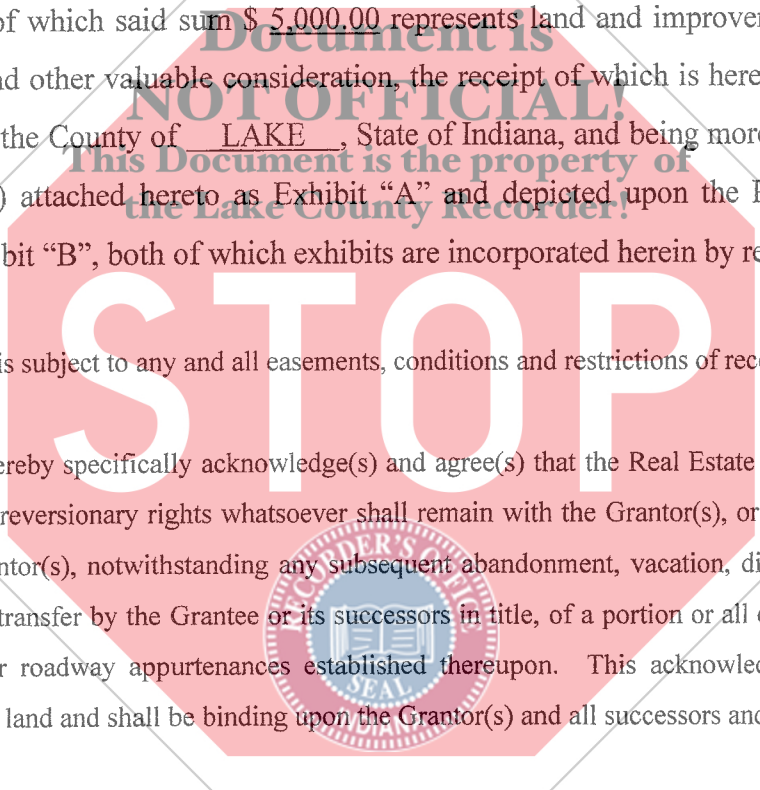 of which said sum $ 5,000.00 represents land and improve
Document is
nd other valuable consideration, the receipt of which is here
NOT OFFICIAL!
the County of LAKE, State of Indiana, and being mor
This Document is the property of
) attached hereto as Exhibit “A” and depicted upon the
the Lake County Recorder!
bit “B”, both of which exhibits are incorporated herein by re
STOP
is subject to any and all easements, conditions and restrictions of rec
ereby specifically acknowledge(s) and agree(s) that the Real Estate
reversionary rights whatsoever shall remain with the Grantor(s), or
ntor(s), notwithstanding any subsequent abandonment, vacation, di
transfer by the Grantee or its successors in title, of a portion or all
r roadway appurtenances established thereupon. This acknowled
land and shall be binding upon the Grantor(s) and all successors and
RECORDER'S OFFICE
SEAL